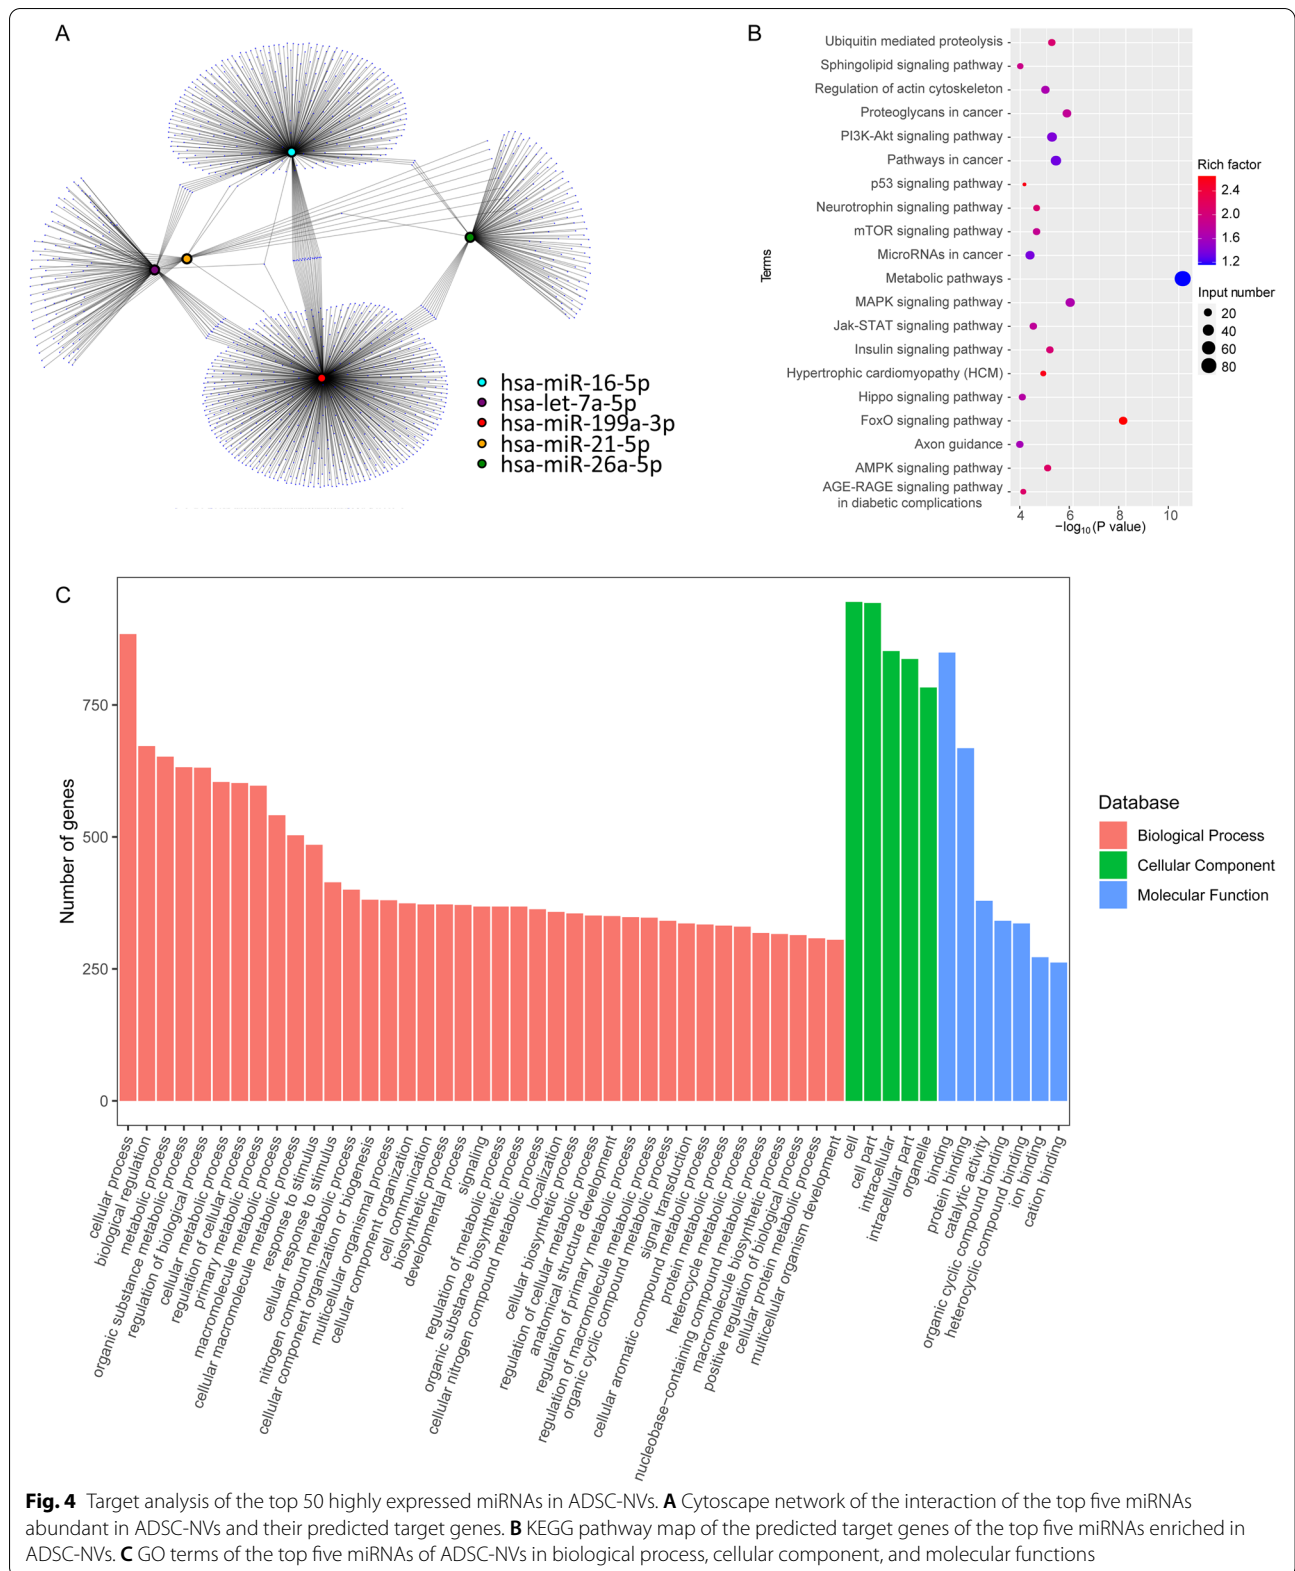 A
hsa-miR-16-5p
hsa-let-7a-5p
hsa-miR-199a-3p
hsa-miR-21-5p
hsa-miR-26a-5p
B
Terms
Ubiquitin mediated proteolysis
Sphingolipid signaling pathway
Regulation of actin cytoskeleton
Proteoglycans in cancer
PI3K-Akt signaling pathway
Pathways in cancer
p53 signaling pathway
Neurotrophin signaling pathway
mTOR signaling pathway
MicroRNAs in cancer
Metabolic pathways
MAPK signaling pathway
Jak-STAT signaling pathway
Insulin signaling pathway
Hypertrophic cardiomyopathy (HCM)
Hippo signaling pathway
FoxO signaling pathway
Axon guidance
AMPK signaling pathway
AGE-RAGE signaling pathway
in diabetic complications
4 6 8 10
−log10(P value)
Rich factor
2.4
2.0
1.6
1.2
Input number
20
40
60
80
C
Number of genes
750
500
250
0
cellular process
biological regulation
metabolic process
organic substance metabolic process
regulation of biological process
cellular metabolic process
regulation of cellular process
primary metabolic process
macromolecule metabolic process
cellular macromolecule metabolic process
response to stimulus
cellular response to stimulus
nitrogen compound metabolic process
cellular component organization or biogenesis
multicellular organismal process
cellular component organization
cell communication
biosynthetic process
developmental process
signaling
regulation of metabolic process
organic substance biosynthetic process
cellular nitrogen compound metabolic process
localization
cellular biosynthetic process
regulation of cellular metabolic process
anatomical structure development
regulation of primary metabolic process
regulation of macromolecule metabolic process
organic cyclic compound metabolic process
signal transduction
cellular aromatic compound metabolic process
protein metabolic process
heterocycle metabolic process
nucleobase−containing compound metabolic process
macromolecule biosynthetic process
positive regulation of biological process
cellular protein metabolic process
multicellular organism development
cell
cell part
intracellular
intracellular part
organelle
binding
protein binding
catalytic activity
organic cyclic compound binding
heterocyclic compound binding
ion binding
cation binding
Database
Biological Process
Cellular Component
Molecular Function
Fig. 4 Target analysis of the top 50 highly expressed miRNAs in ADSC-NVs. A Cytoscape network of the interaction of the top five miRNAs
abundant in ADSC-NVs and their predicted target genes. B KEGG pathway map of the predicted target genes of the top five miRNAs enriched in
ADSC-NVs. C GO terms of the top five miRNAs of ADSC-NVs in biological process, cellular component, and molecular functions